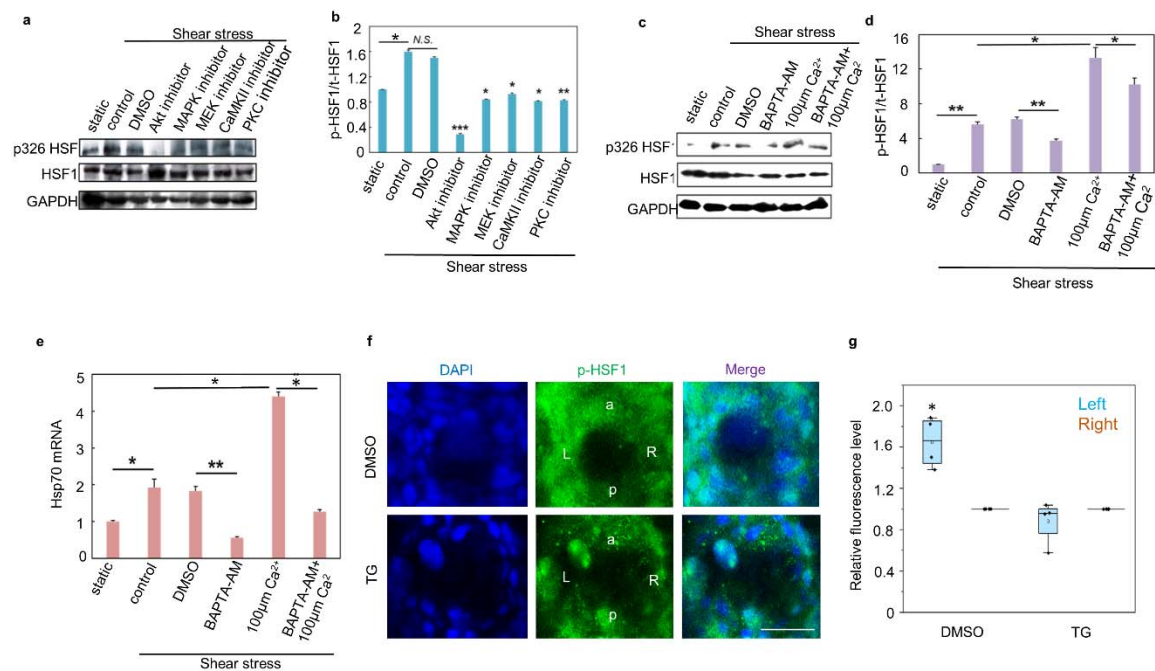 a
Shear stress
static
control
DMSO
Akt inhibitor
MAPK inhibitor
MEK inhibitor
CaMKII inhibitor
PKC inhibitor
p326 HSF
HSF1
GAPDH
b
p-HSF1/t-HSF1
2
1.6
1.2
0.8
0.4
0
*
N.S.
***
*
*
*
**
static
control
DMSO
Akt inhibitor
MAPK inhibitor
MEK inhibitor
CaMKII inhibitor
PKC inhibitor
Shear stress
c
Shear stress
static
control
DMSO
BAPTA-AM
100μm Ca²⁺
BAPTA-AM+
100μm Ca²
p326 HSF
HSF1
GAPDH
d
p-HSF1/t-HSF1
16
12
8
4
0
**
**
*
*
static
control
DMSO
BAPTA-AM
100μm Ca²⁺
BAPTA-AM+
100μm Ca²
Shear stress
e
Hsp70 mRNA
5
4
3
2
1
0
*
**
*
*
static
control
DMSO
BAPTA-AM
100μm Ca²⁺
BAPTA-AM+
100μm Ca²
Shear stress
f
DAPI
p-HSF1
Merge
DMSO
a
L
R
p
TG
a
L
R
p
g
Left
Right
Relative fluorescence level
2.0
1.6
1.2
0.8
0.4
*
DMSO
TG